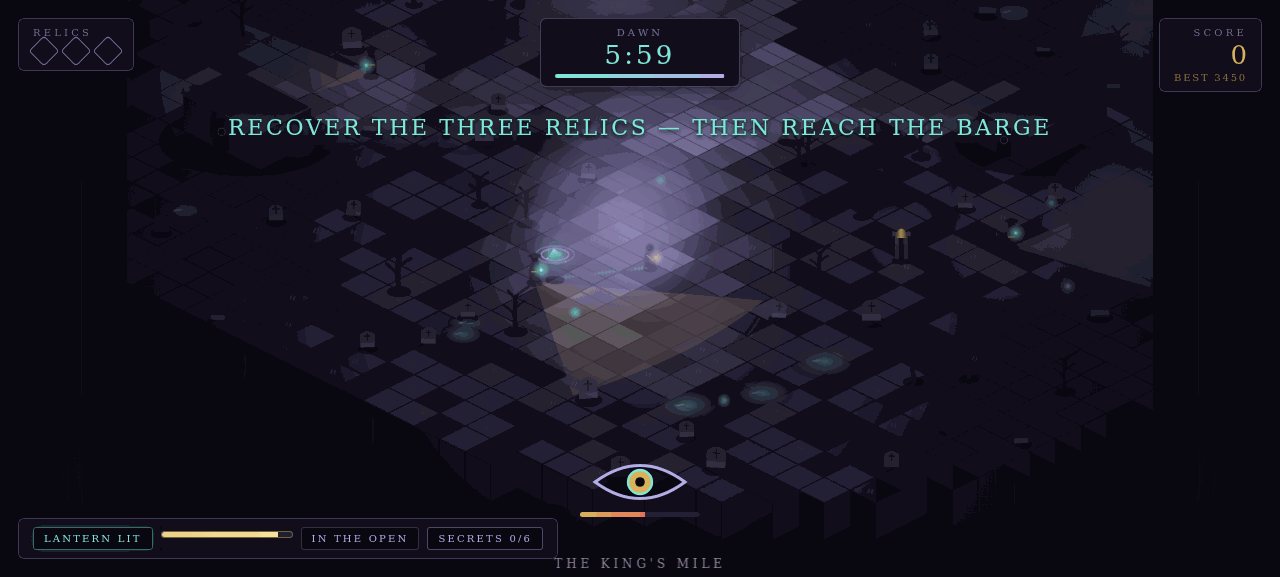 RELICS
DAWN
5:59
SCORE
0
BEST 3450
RECOVER THE THREE RELICS — THEN REACH THE BARGE
LANTERN LIT
IN THE OPEN
SECRETS 0/6
THE KING'S MILE